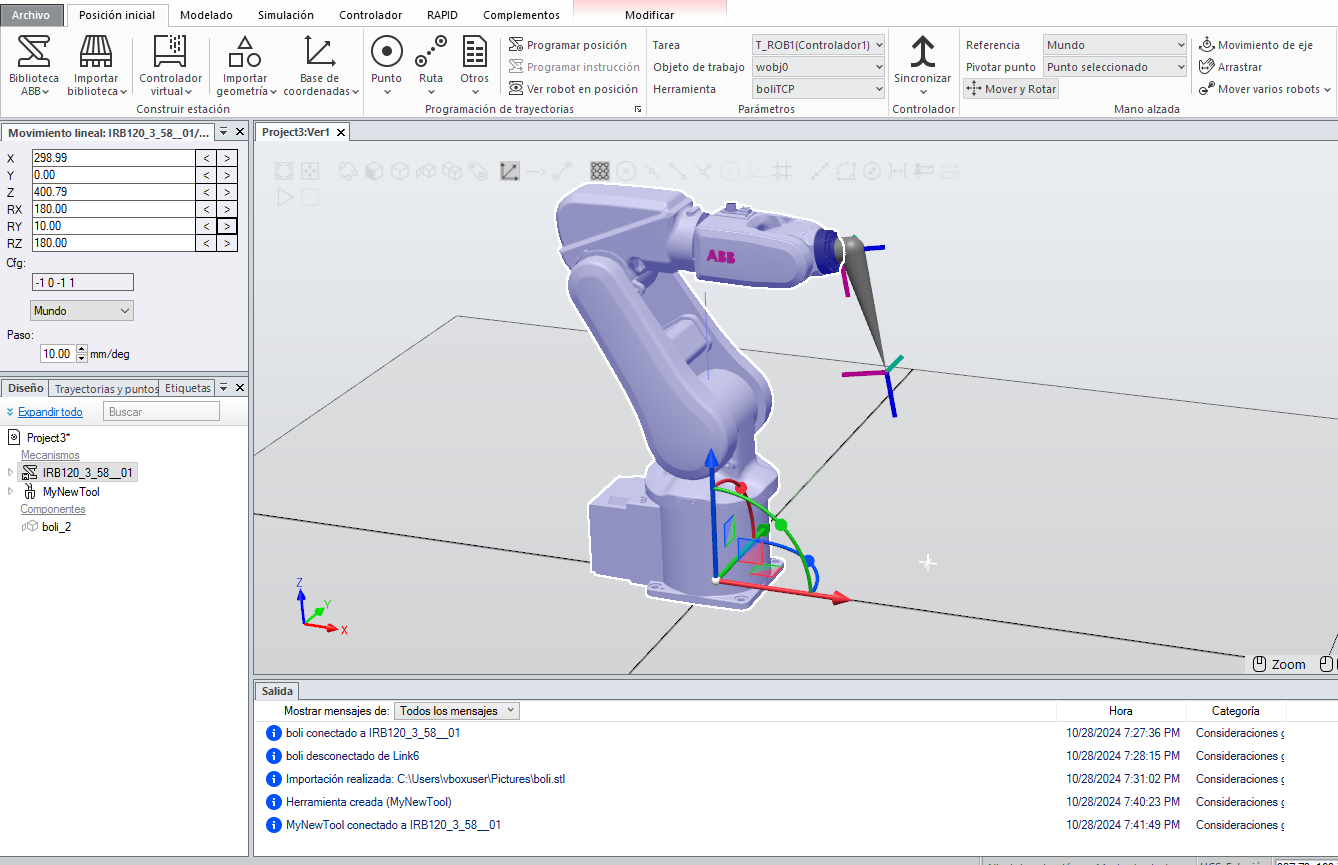 Archivo Posición inicial Modelado Simulación Controlador RAPID Complementos Modificar
Biblioteca ABB Importar biblioteca Controlador virtual Importar geometría Base de coordenadas
Construir estación
Punto Ruta Otros
Programar posición
Programar instrucción
Ver robot en posición
Programación de trayectorias
Tarea T_ROB1(Controlador1)
Objeto de trabajo wobj0
Herramienta boliTCP
Parámetros
Sincronizar
Controlador
Referencia Mundo
Pivotar punto Punto seleccionado
Mover y Rotar
Movimiento de eje
Arrastrar
Mover varios robots
Mano alzada
Movimiento lineal: IRB120_3_58__01/...
X 298.99 < >
Y 0.00 < >
Z 400.79 < >
RX 180.00 < >
RY 10.00 < >
RZ 180.00 < >
Cfg:
-1 0 -1 1
Mundo
Paso:
10.00 mm/deg
Diseño Trayectorias y puntos Etiquetas
Expandir todo Buscar
Project3*
Mecanismos
IRB120_3_58__01
MyNewTool
Componentes
boli_2
Project3:Ver1
ABB
Z
Y
X
Zoom
Salida
Mostrar mensajes de: Todos los mensajes Hora Categoría
boli conectado a IRB120_3_58__01 10/28/2024 7:27:36 PM Consideraciones g
boli desconectado de Link6 10/28/2024 7:28:15 PM Consideraciones g
Importación realizada: C:\Users\vboxuser\Pictures\boli.stl 10/28/2024 7:31:02 PM Consideraciones g
Herramienta creada (MyNewTool) 10/28/2024 7:40:23 PM Consideraciones g
MyNewTool conectado a IRB120_3_58__01 10/28/2024 7:41:49 PM Consideraciones g